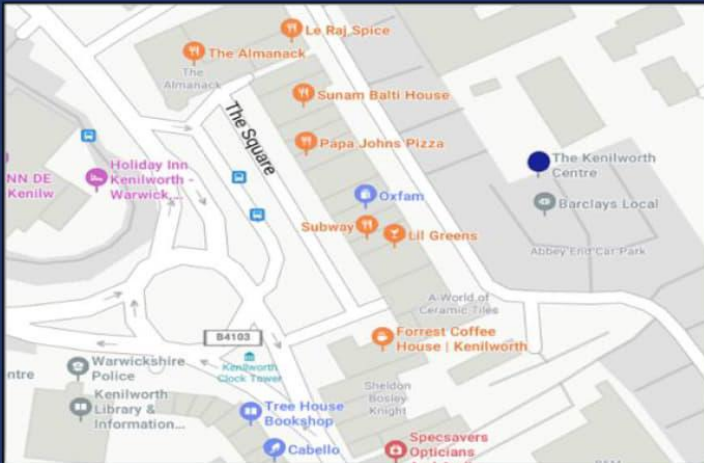 Le Raj Spice
The Almanack
The
Almanack
Sunam Balti House
The Square
Papa Johns Pizza
The Kenilworth
Centre
Holiday Inn
Kenilworth -
Warwick,...
NN DE
Kenilw
Oxfam
Barclays Local
Subway
Lil Greens
Abbey End Car Park
A World of
Ceramic Tiles
B4103
Forrest Coffee
House | Kenilworth
Kenilworth
Clock Tower
Warwickshire
Police
ntre
Kenilworth
Library &
Information...
Sheldon
Bosley
Knight
Tree House
Bookshop
Cabello
Specsavers
Opticians